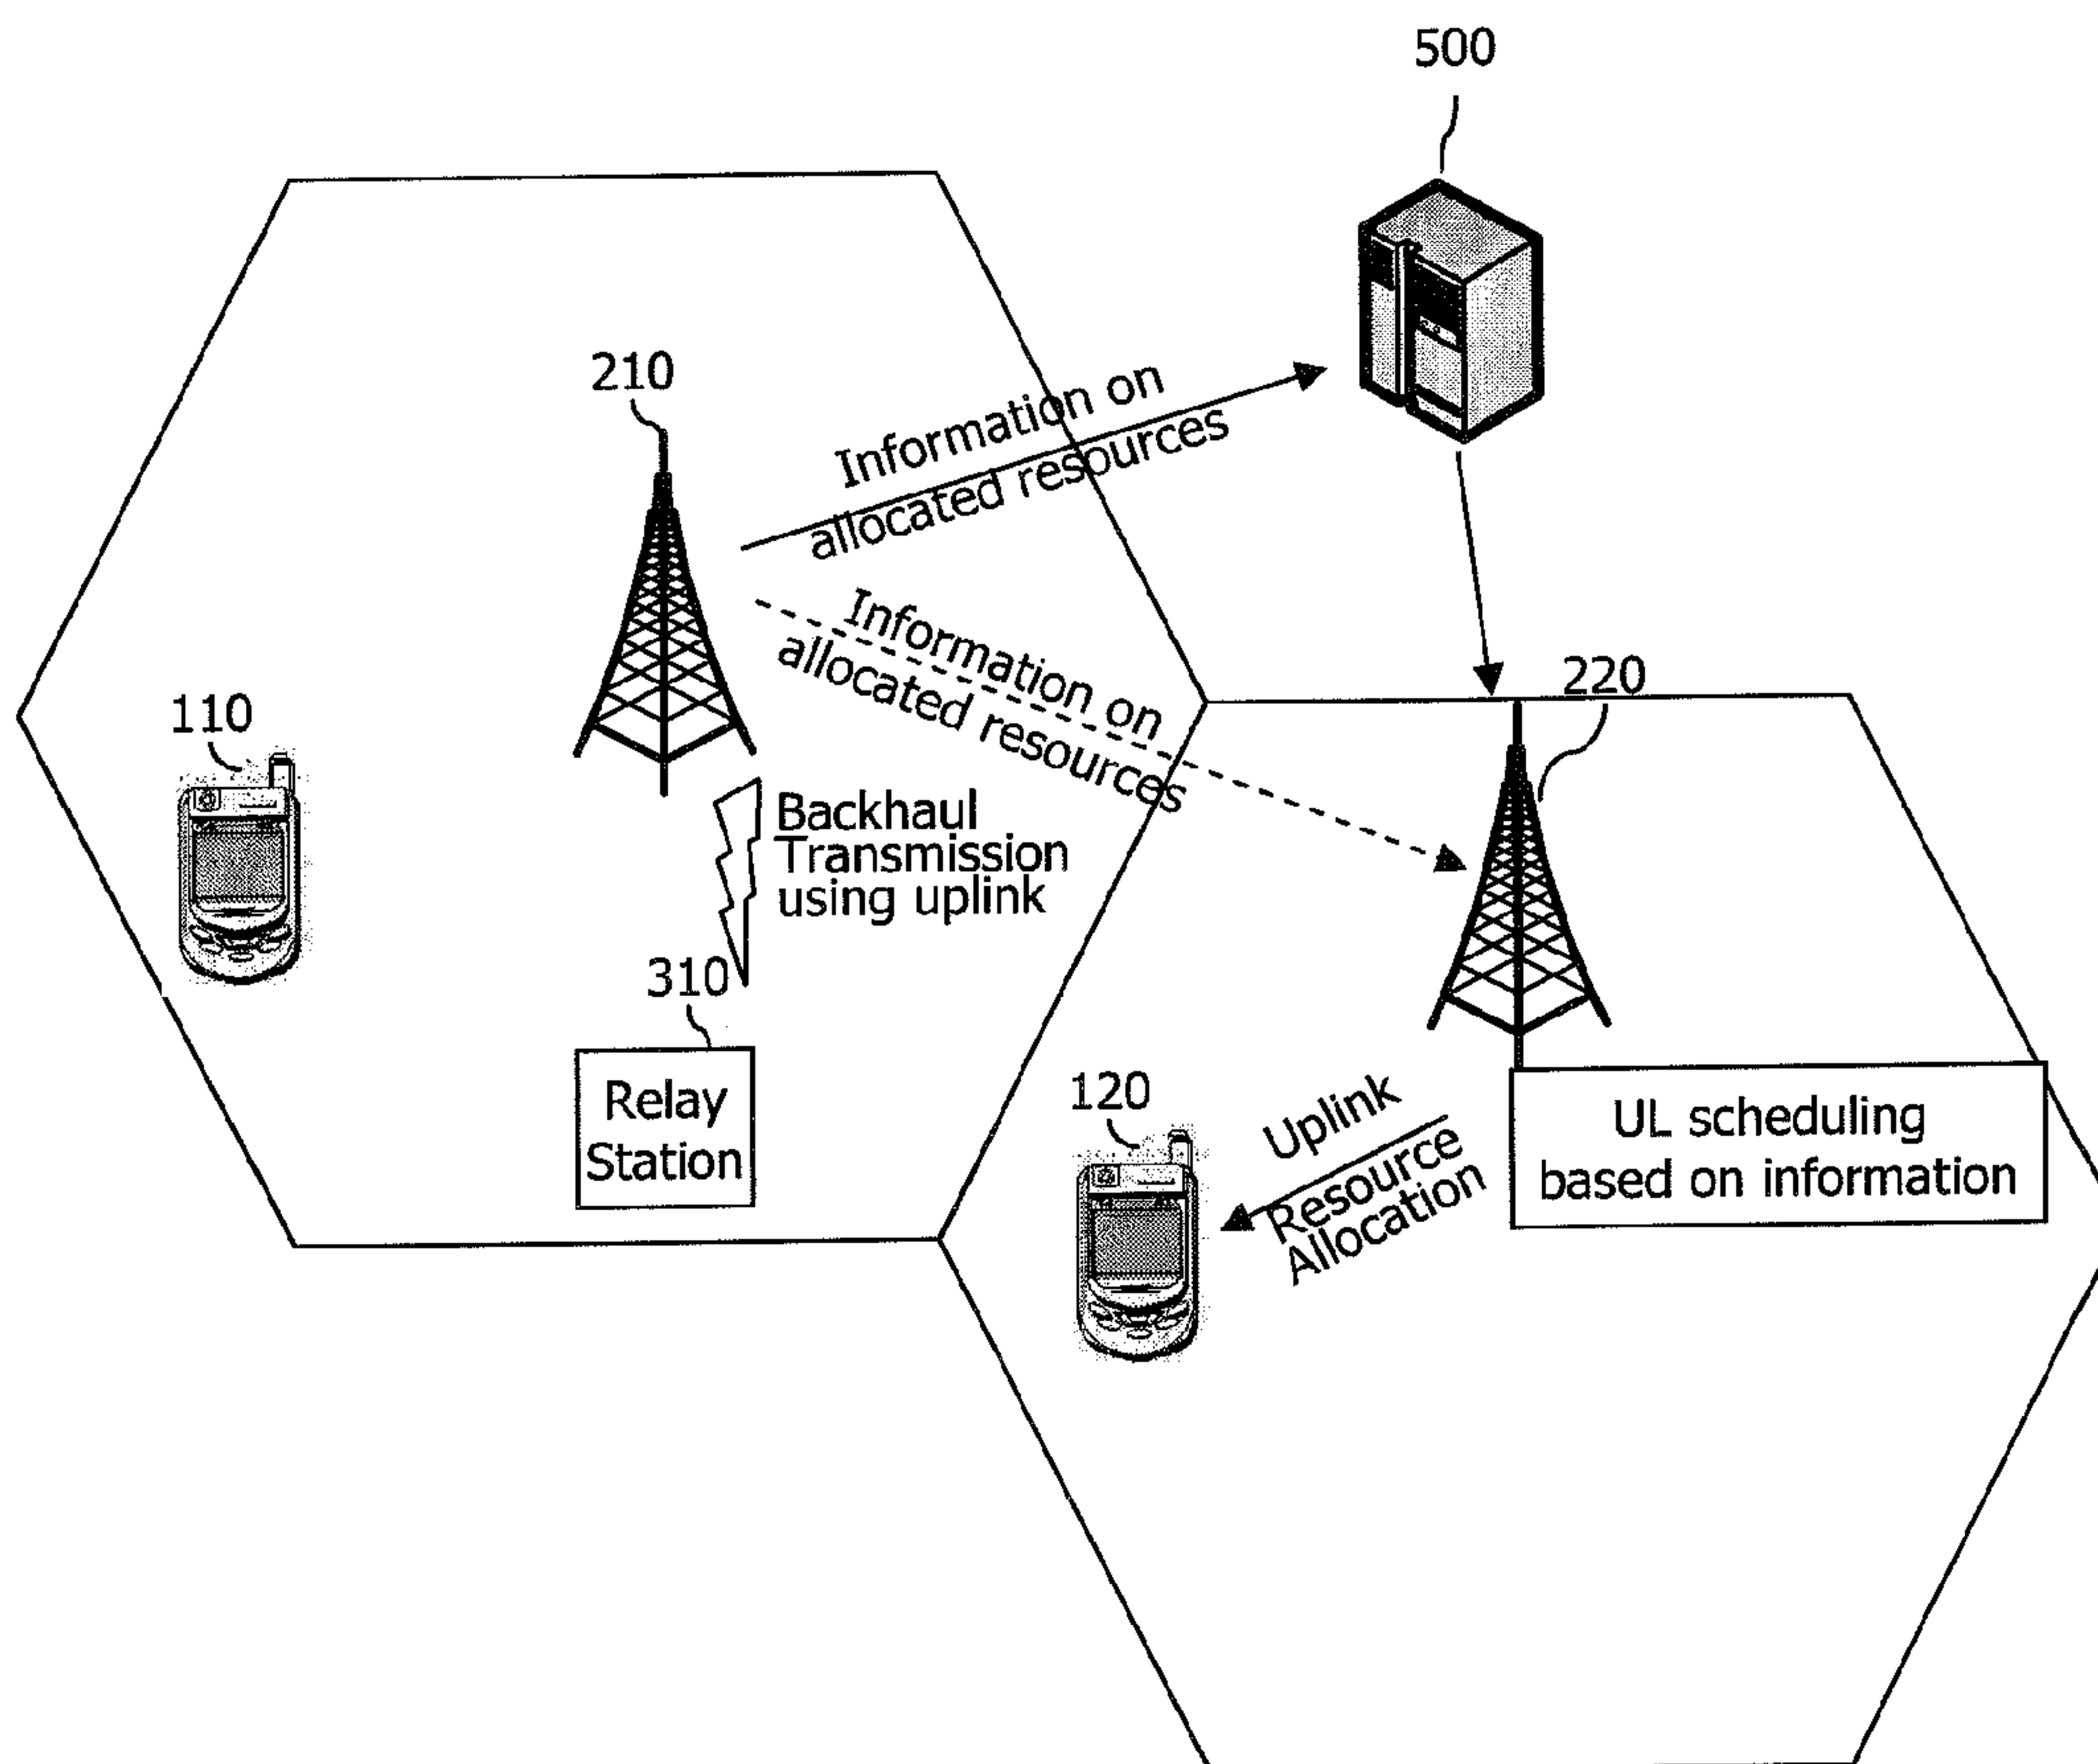 500
210
Information on
allocated resources
Information on
allocated resources
220
110
Backhaul
Transmission
using uplink
310
Relay
Station
120
Uplink
Resource
Allocation
UL scheduling
based on information